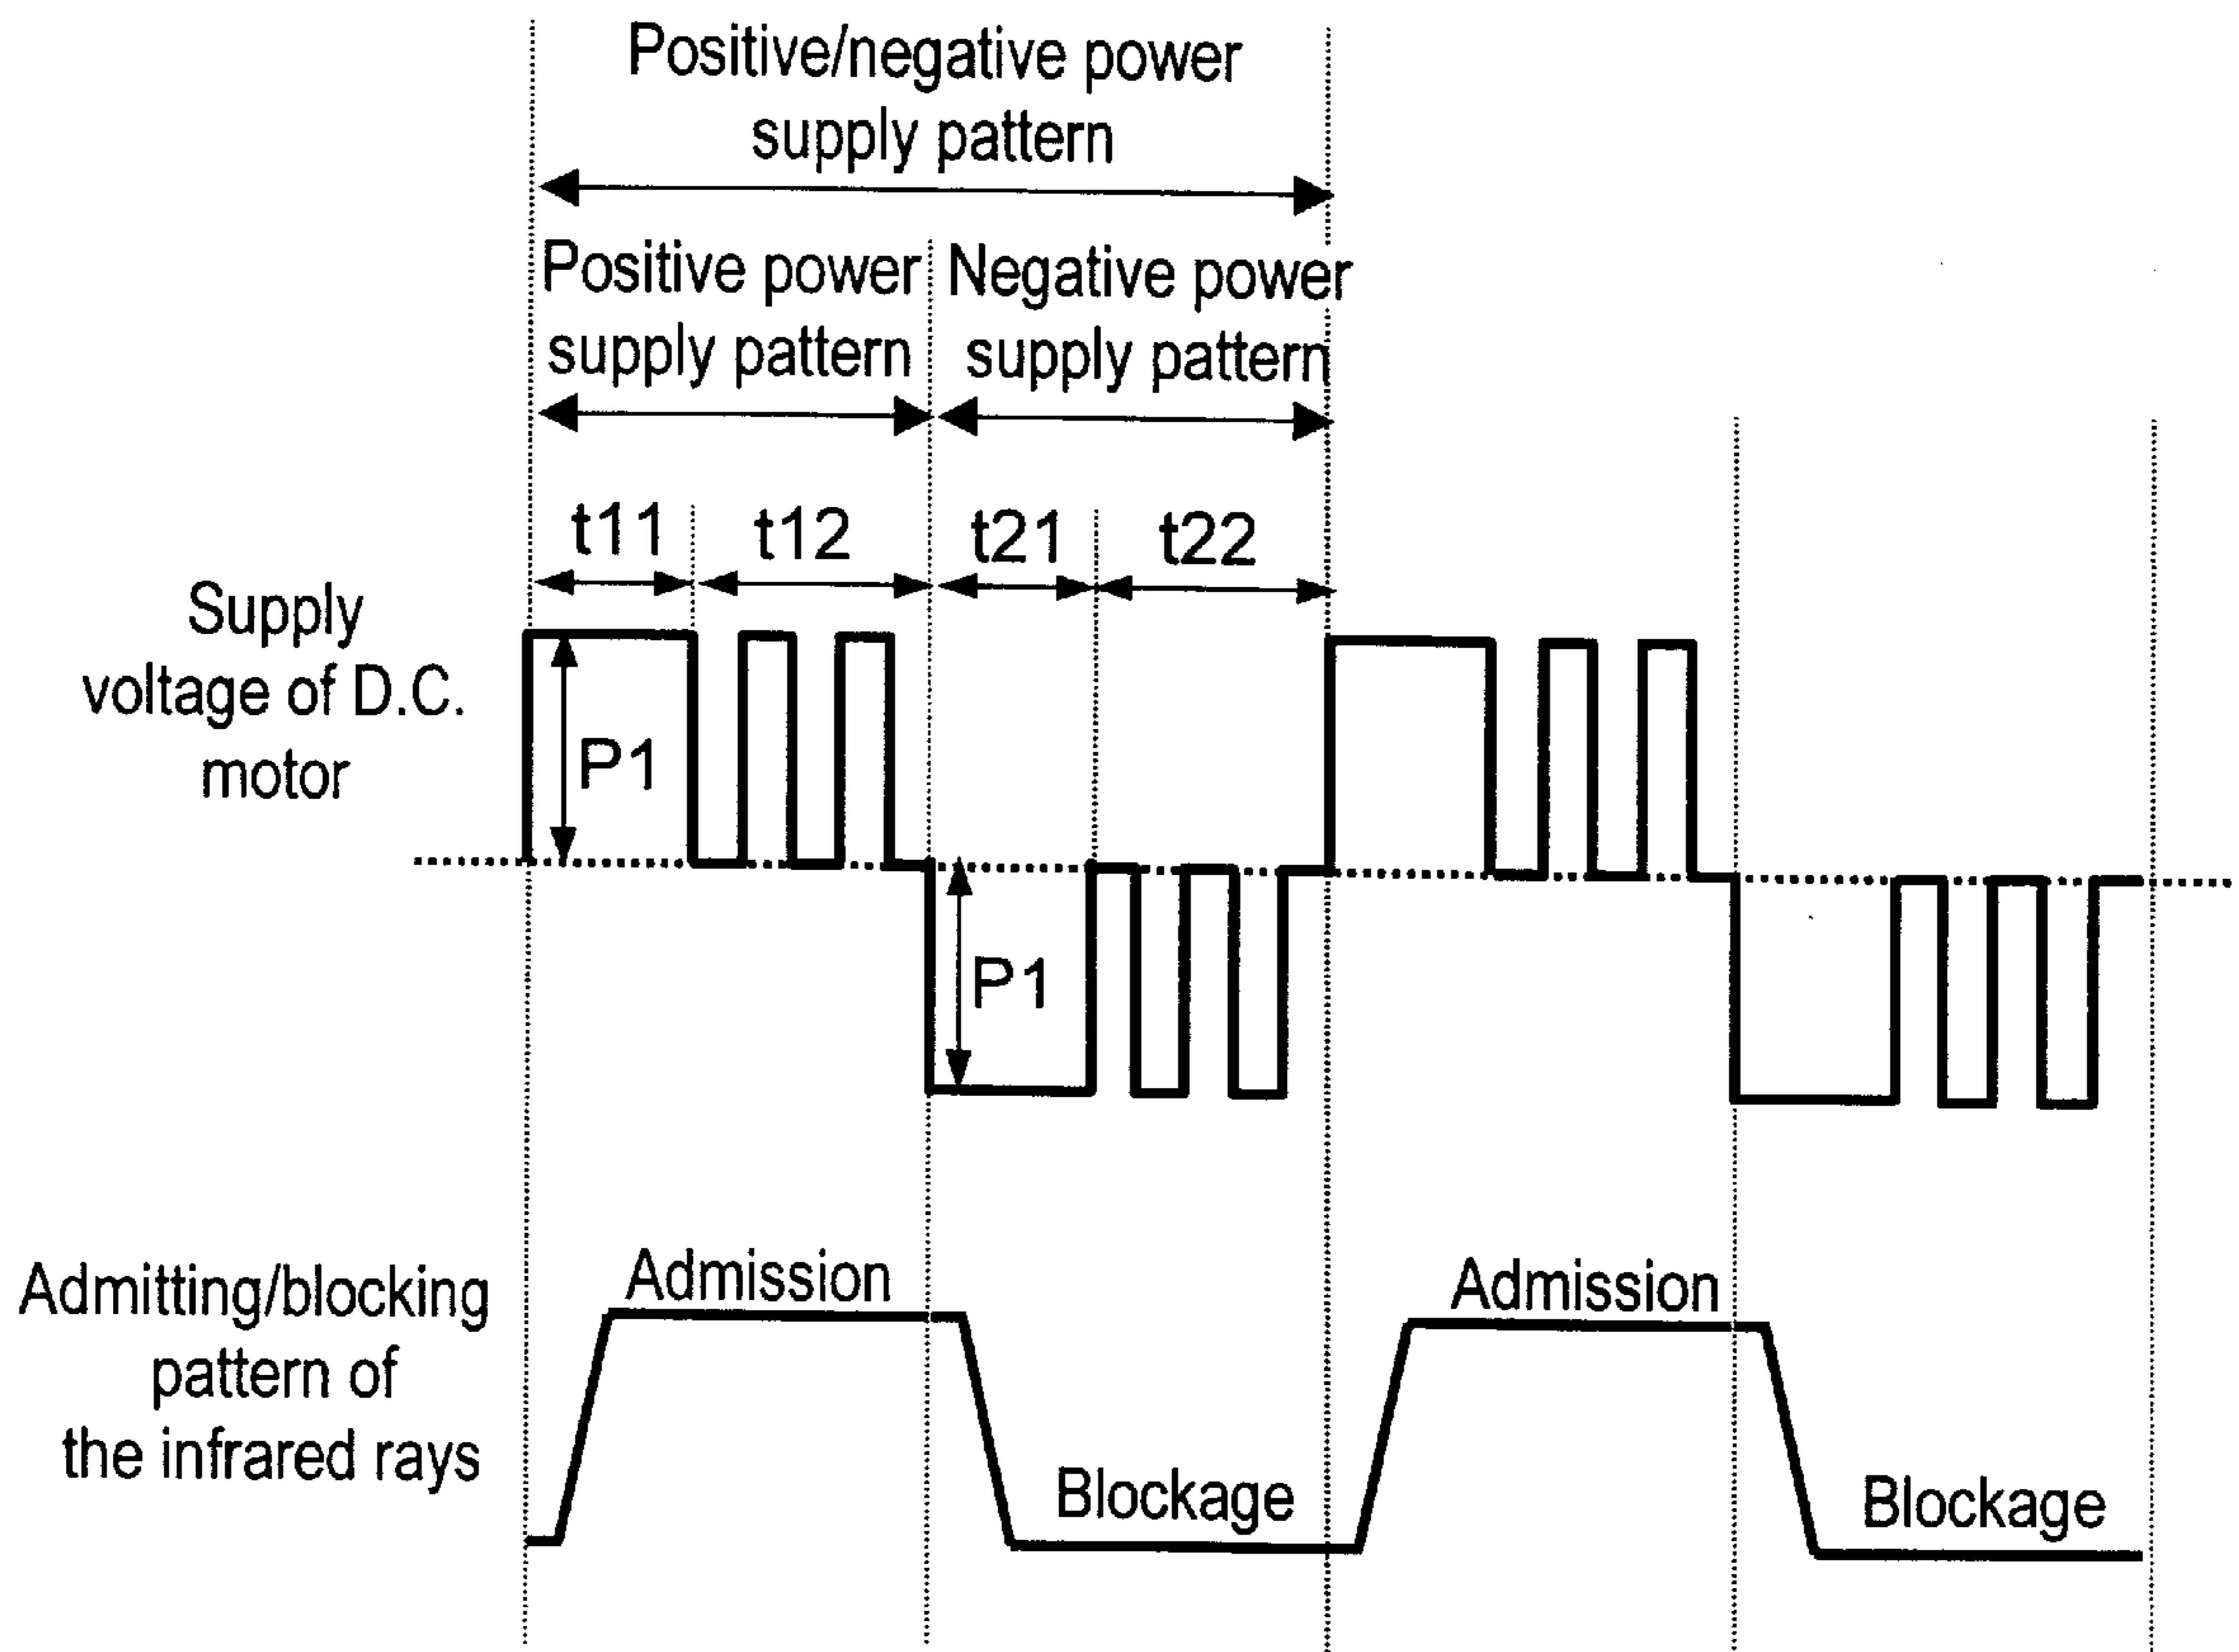 Positive/negative power
supply pattern
Positive power
supply pattern
Negative power
supply pattern
t11
t12
t21
t22
Supply
voltage of D.C.
motor
P1
P1
Admitting/blocking
pattern of
the infrared rays
Admission
Blockage
Admission
Blockage